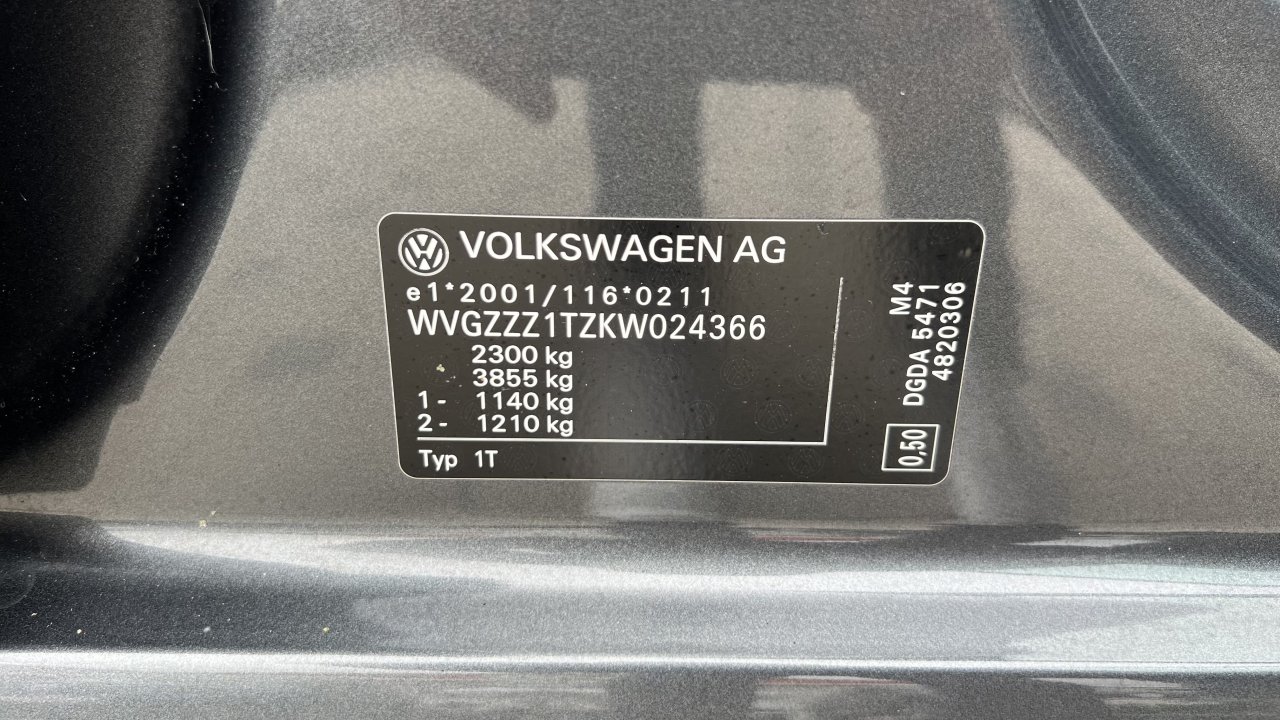 VOLKSWAGEN AG
e1*2001/116*0211
WVGZZZ1TZKW024366
2300 kg
3855 kg
1- 1140 kg
2- 1210 kg
Typ 1T
M4
DGDA 5471
4820306
0,50